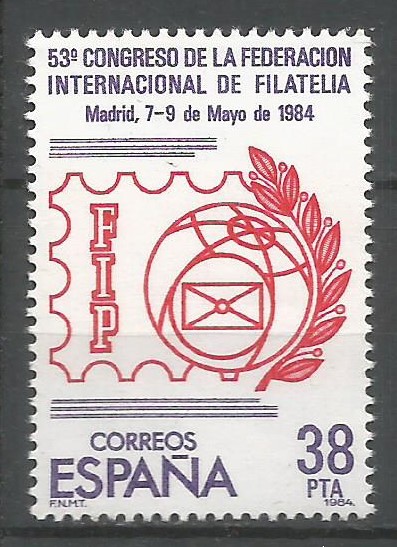 53º CONGRESO DE LA FEDERACION
INTERNACIONAL DE FILATELIA
Madrid, 7-9 de Mayo de 1984
FIP
CORREOS
ESPAÑA
38
PTA
F.N.M.T.
1984.